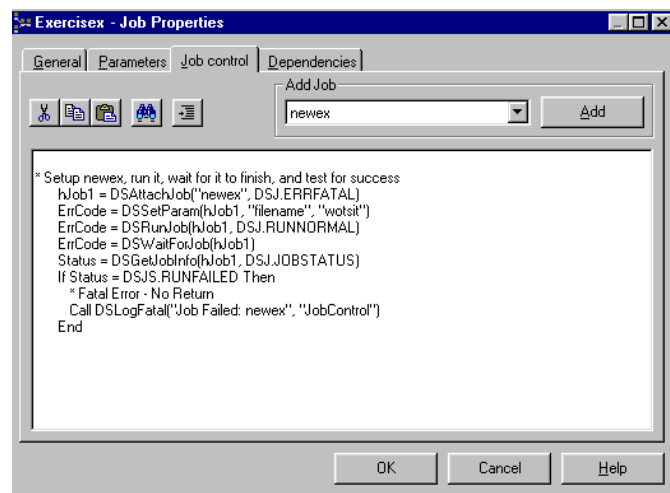 Exercisex - Job Properties
General Parameters Job control Dependencies
Add Job
newex Add
* Setup newex, run it, wait for it to finish, and test for success
hJob1 = DSAttachJob("newex", DSJ.ERRFATAL)
ErrCode = DSSetParam(hJob1, "filename", "wotsit")
ErrCode = DSRunJob(hJob1, DSJ.RUNNORMAL)
ErrCode = DSWaitForJob(hJob1)
Status = DSGetJobInfo(hJob1, DSJ.JOBSTATUS)
If Status = DSJS.RUNFAILED Then
* Fatal Error - No Return
Call DSLogFatal("Job Failed: newex", "JobControl")
End
OK Cancel Help